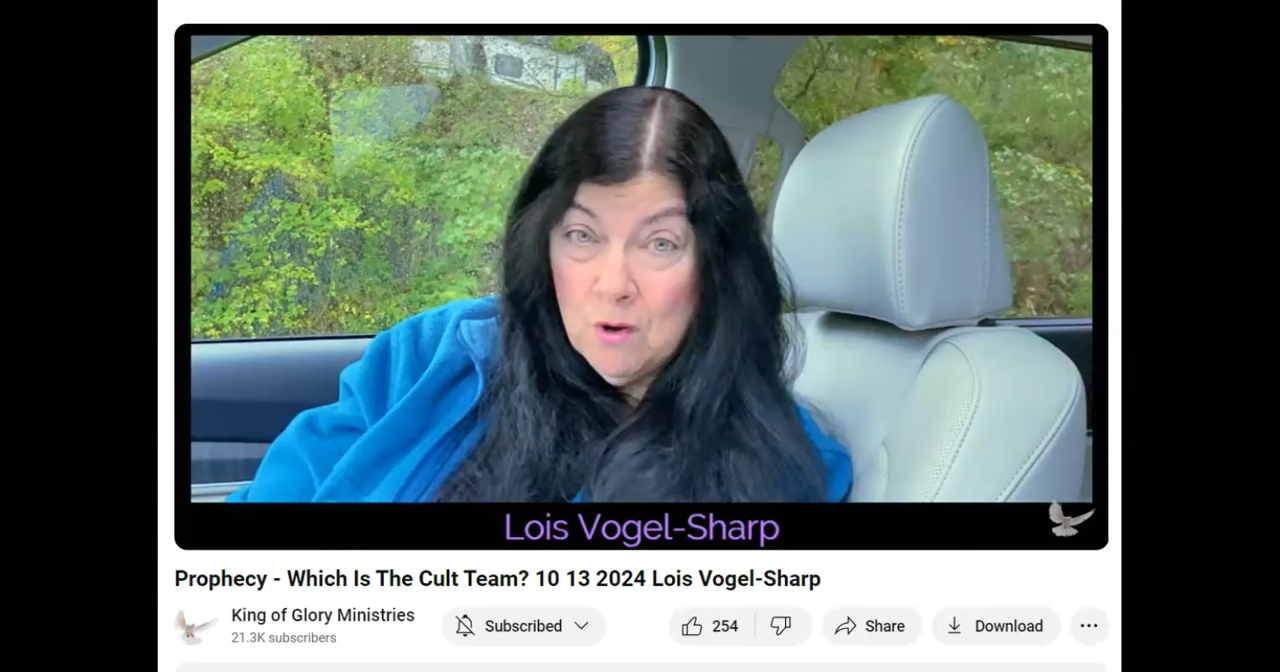 Lois Vogel-Sharp
Prophecy - Which Is The Cult Team? 10 13 2024 Lois Vogel-Sharp
King of Glory Ministries
21.3K subscribers
Subscribed
254
Share
Download